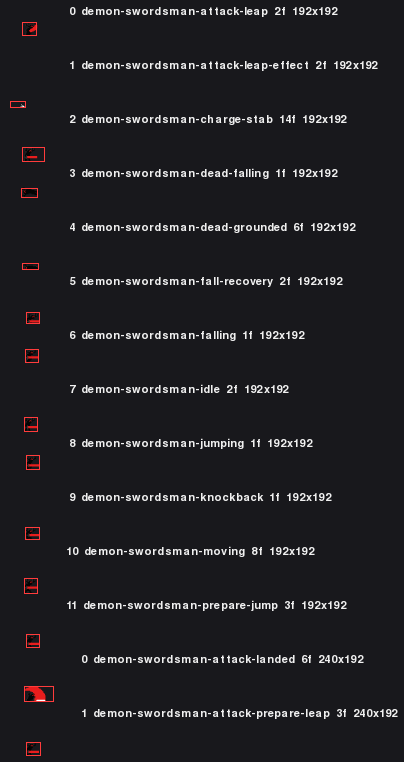 0 demon-swordsman-attack-leap 2f 192x192
1 demon-swordsman-attack-leap-effect 2f 192x192
2 demon-swordsman-charge-stab 14f 192x192
3 demon-swordsman-dead-falling 1f 192x192
4 demon-swordsman-dead-grounded 6f 192x192
5 demon-swordsman-fall-recovery 2f 192x192
6 demon-swordsman-falling 1f 192x192
7 demon-swordsman-idle 2f 192x192
8 demon-swordsman-jumping 1f 192x192
9 demon-swordsman-knockback 1f 192x192
10 demon-swordsman-moving 8f 192x192
11 demon-swordsman-prepare-jump 3f 192x192
0 demon-swordsman-attack-landed 6f 240x192
1 demon-swordsman-attack-prepare-leap 3f 240x192